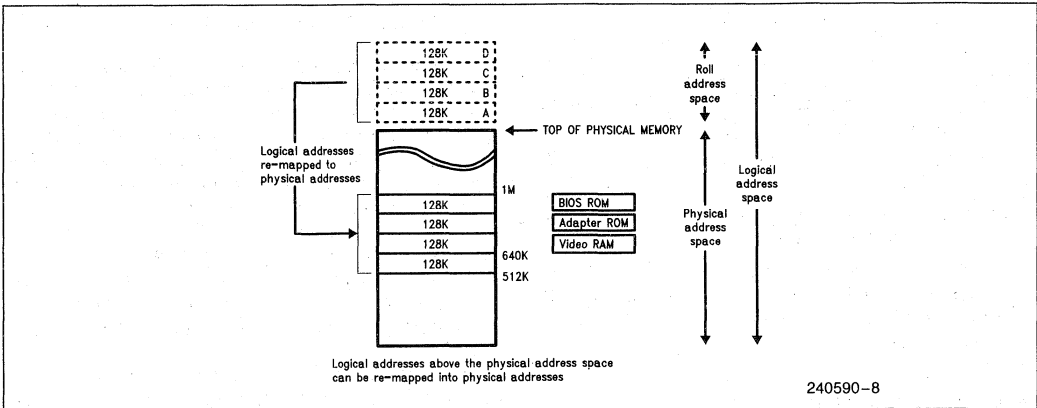 128K D
128K C
128K B
128K A
Roll
address
space
TOP OF PHYSICAL MEMORY
Logical addresses
re-mapped to
physical addresses
Logical
address
space
1M
128K
128K
128K
128K
640K
512K
BIOS ROM
Adapter ROM
Video RAM
Physical
address
space
Logical addresses above the physical address space
can be re-mapped into physical addresses
240590-8